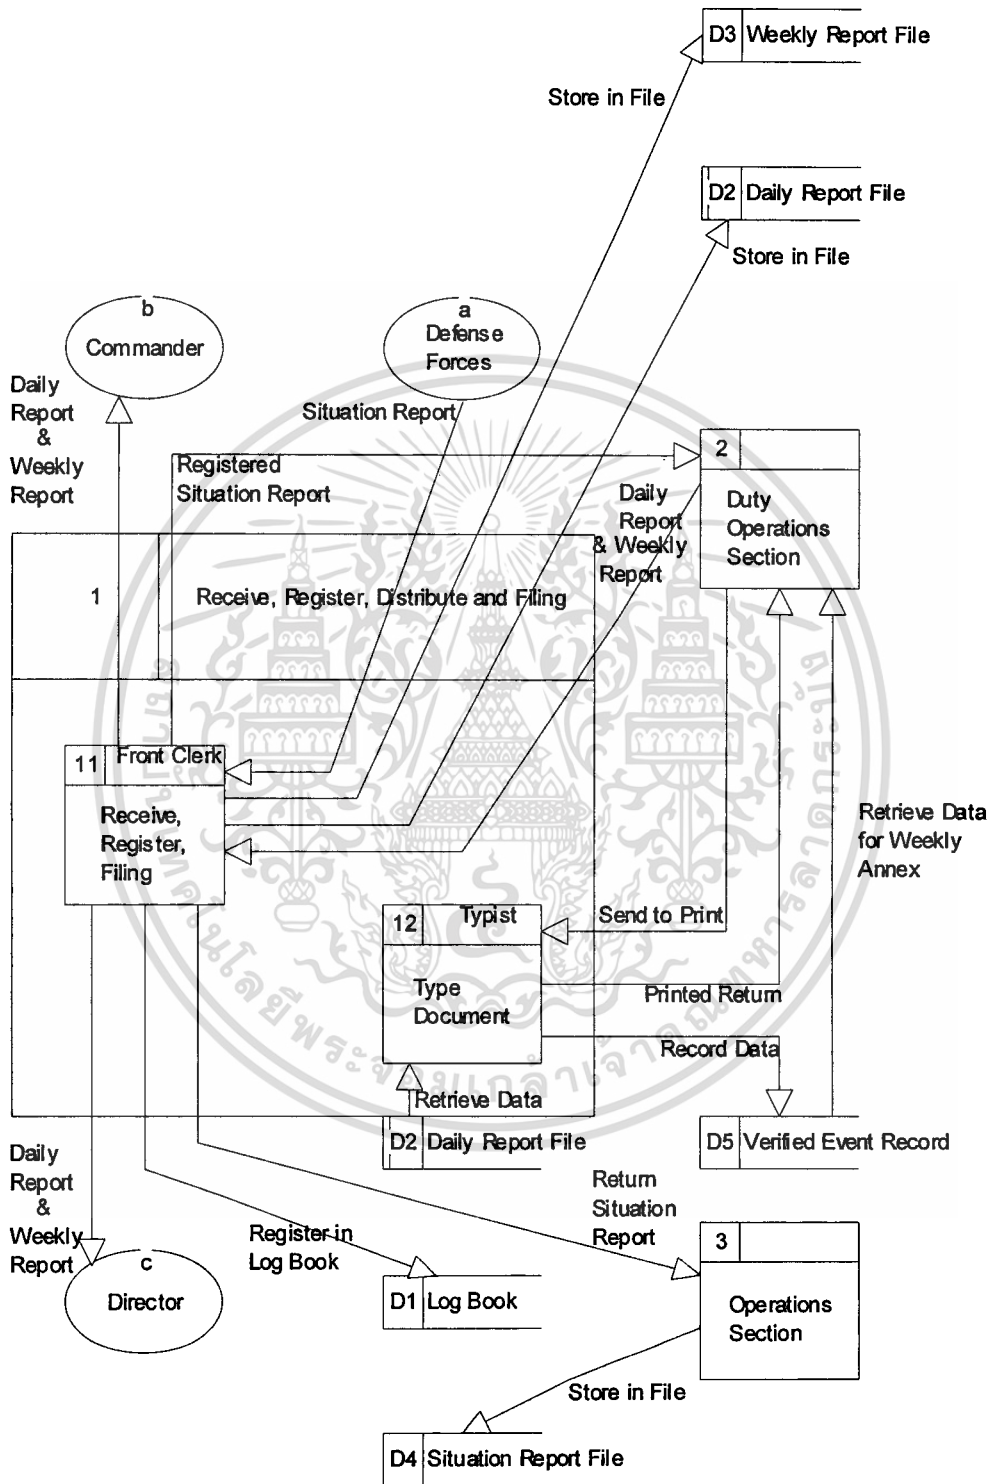 D3 Weekly Report File
Store in File
D2 Daily Report File
Store in File
b
Commander
a
Defense
Forces
Daily
Report
&
Weekly
Report
Situation Report
Registered
Situation Report
2
Duty
Operations
Section
Daily
Report
& Weekly
Report
1
Receive, Register, Distribute and Filing
11 Front Clerk
Receive,
Register,
Filing
Retrieve Data
for Weekly
Annex
12 Typist
Type
Document
Send to Print
Printed Return
Record Data
Retrieve Data
D2 Daily Report File
D5 Verified Event Record
Daily
Report
&
Weekly
Report
Return
Situation
Report
Register in
Log Book
c
Director
D1 Log Book
3
Operations
Section
Store in File
D4 Situation Report File